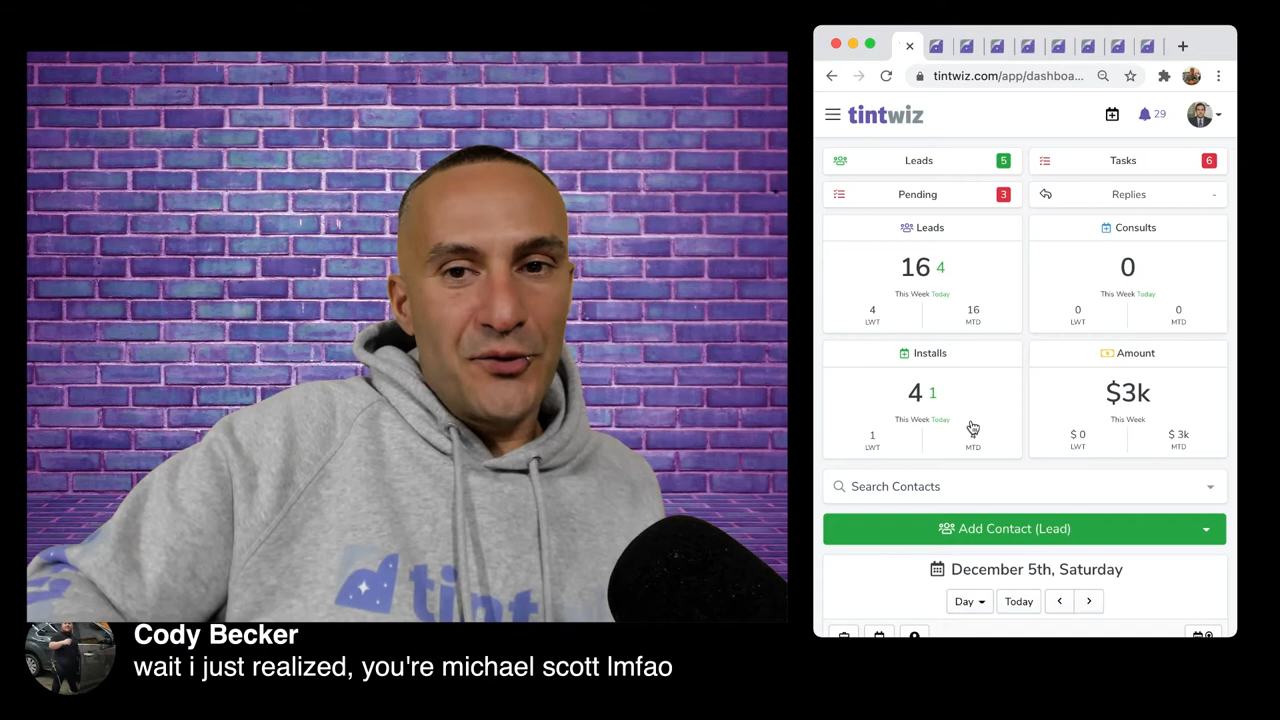 tintwiz.com/app/dashboa...
tintwiz
29
Leads 5
Tasks 6
Pending 3
Replies -
Leads
16 4
This Week Today
4 16
LWT MTD
Consults
0
This Week Today
0 0
LWT MTD
Installs
4 1
This Week Today
1
LWT MTD
Amount
$3k
This Week
$ 0 $ 3k
LWT MTD
Search Contacts
Add Contact (Lead)
December 5th, Saturday
Day Today < >
tint
Cody Becker
wait i just realized, you're michael scott lmfao